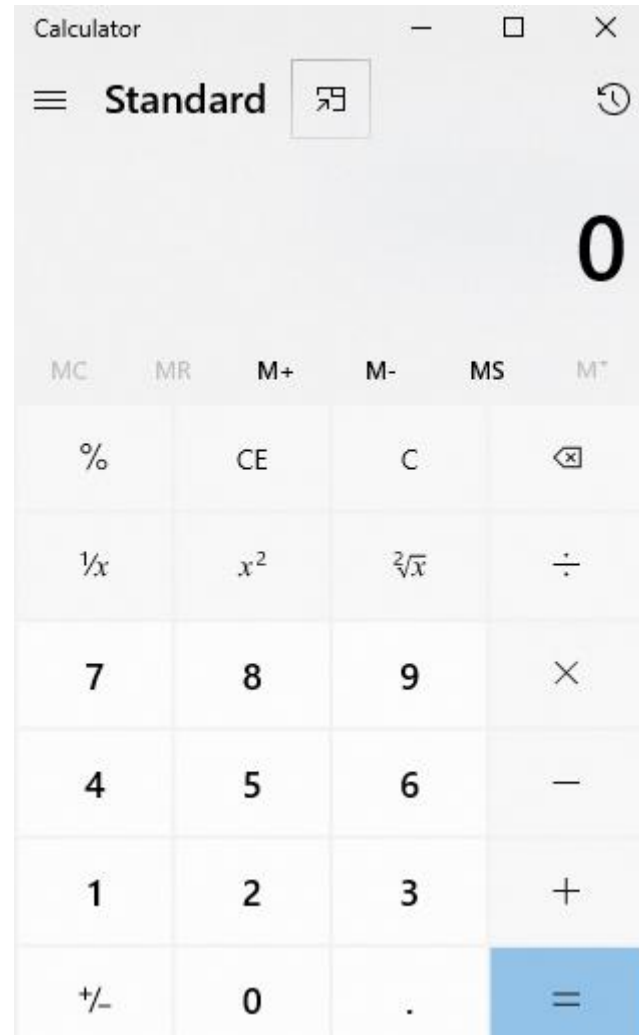 Calculator
Standard
0
MC MR M+ M- MS M˅
% CE C
¹⁄x x² ²√x ÷
7 8 9 ×
4 5 6 −
1 2 3 +
+/− 0 . =